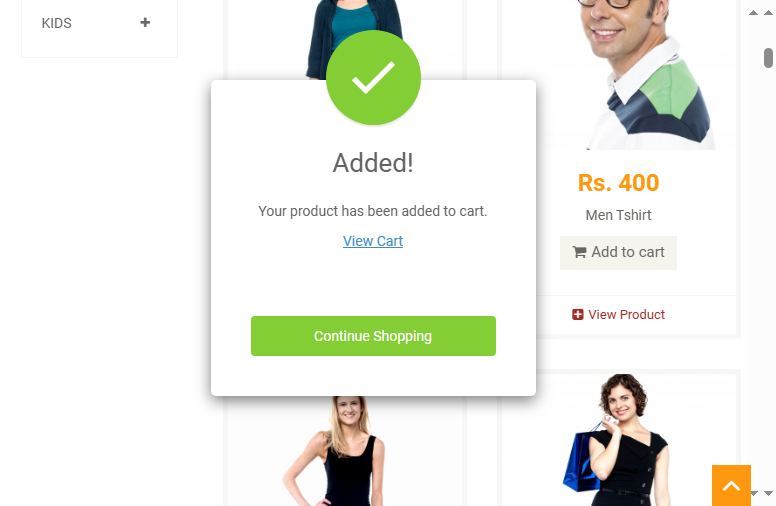 KIDS
Added!
Your product has been added to cart.
View Cart
Continue Shopping
Rs. 400
Men Tshirt
Add to cart
View Product